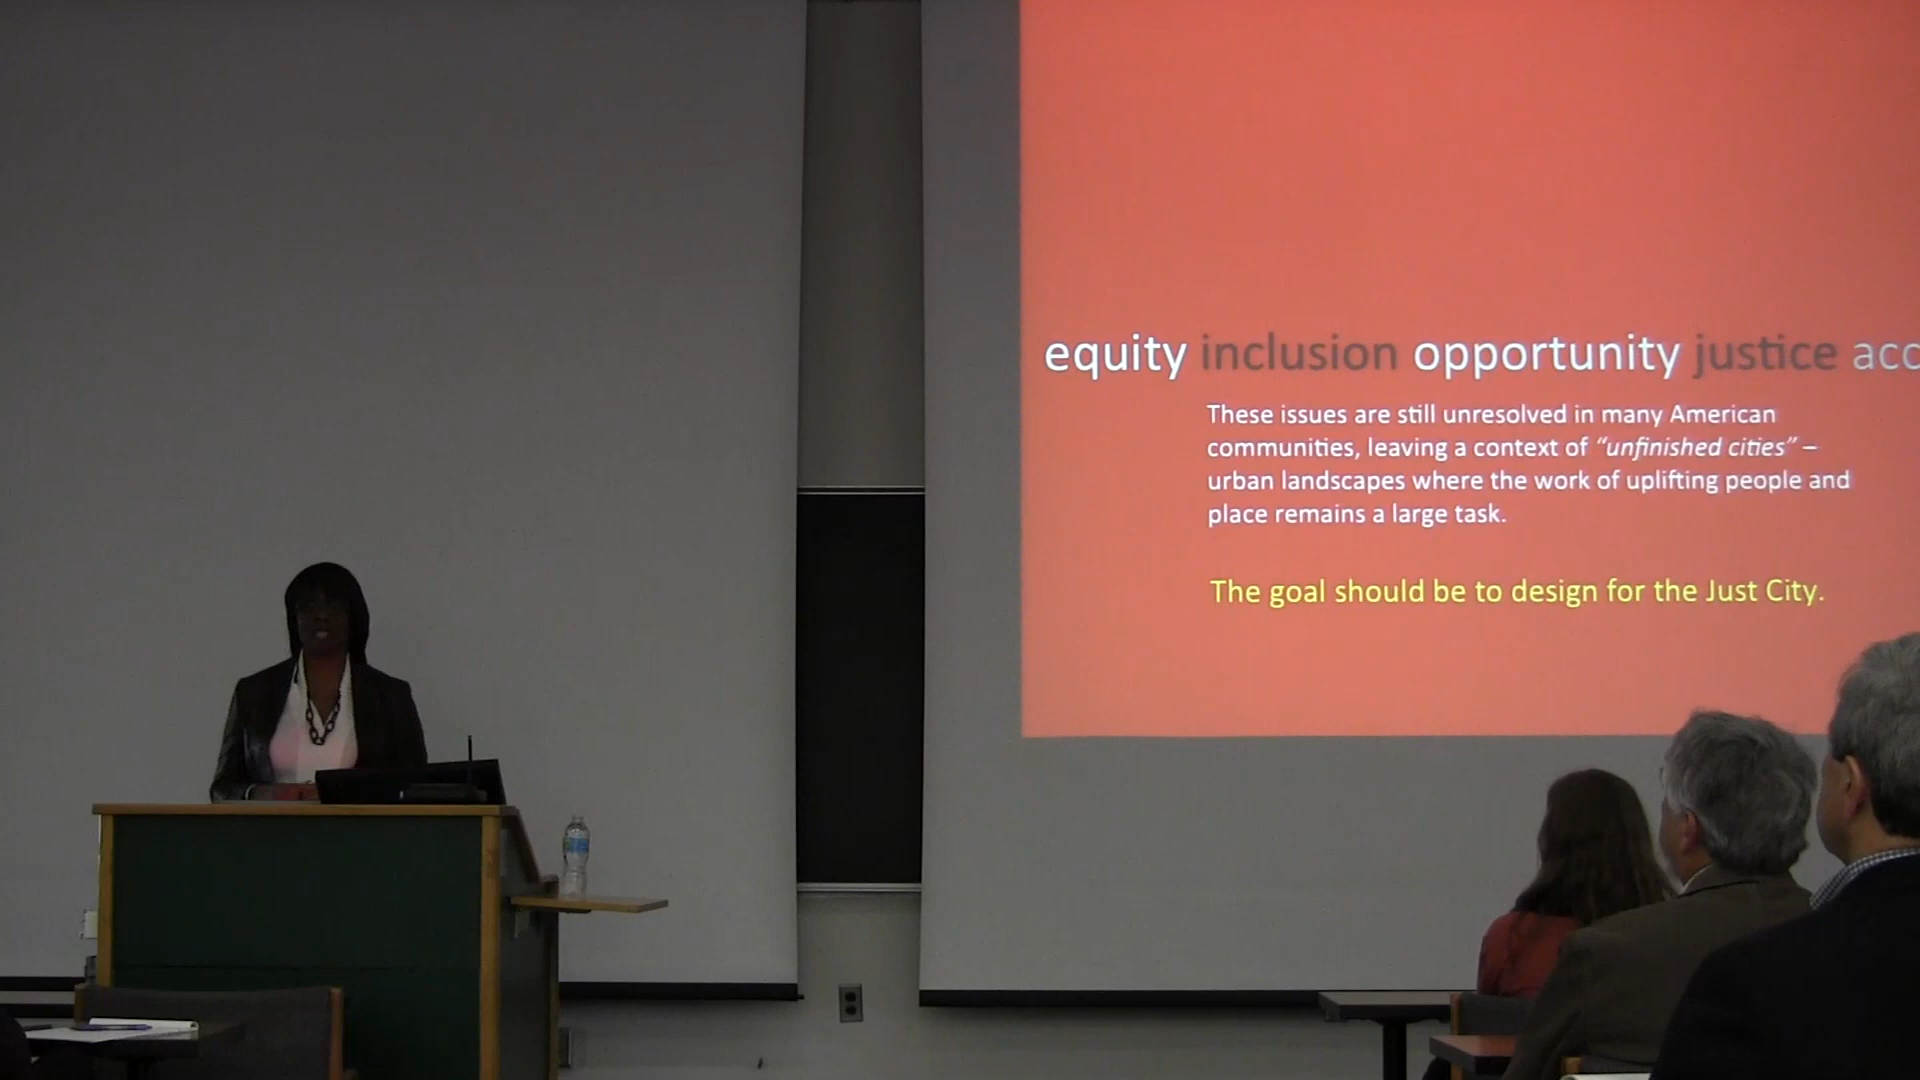 equity inclusion opportunity justice acc
These issues are still unresolved in many American
communities, leaving a context of “unfinished cities” –
urban landscapes where the work of uplifting people and
place remains a large task.
The goal should be to design for the Just City.